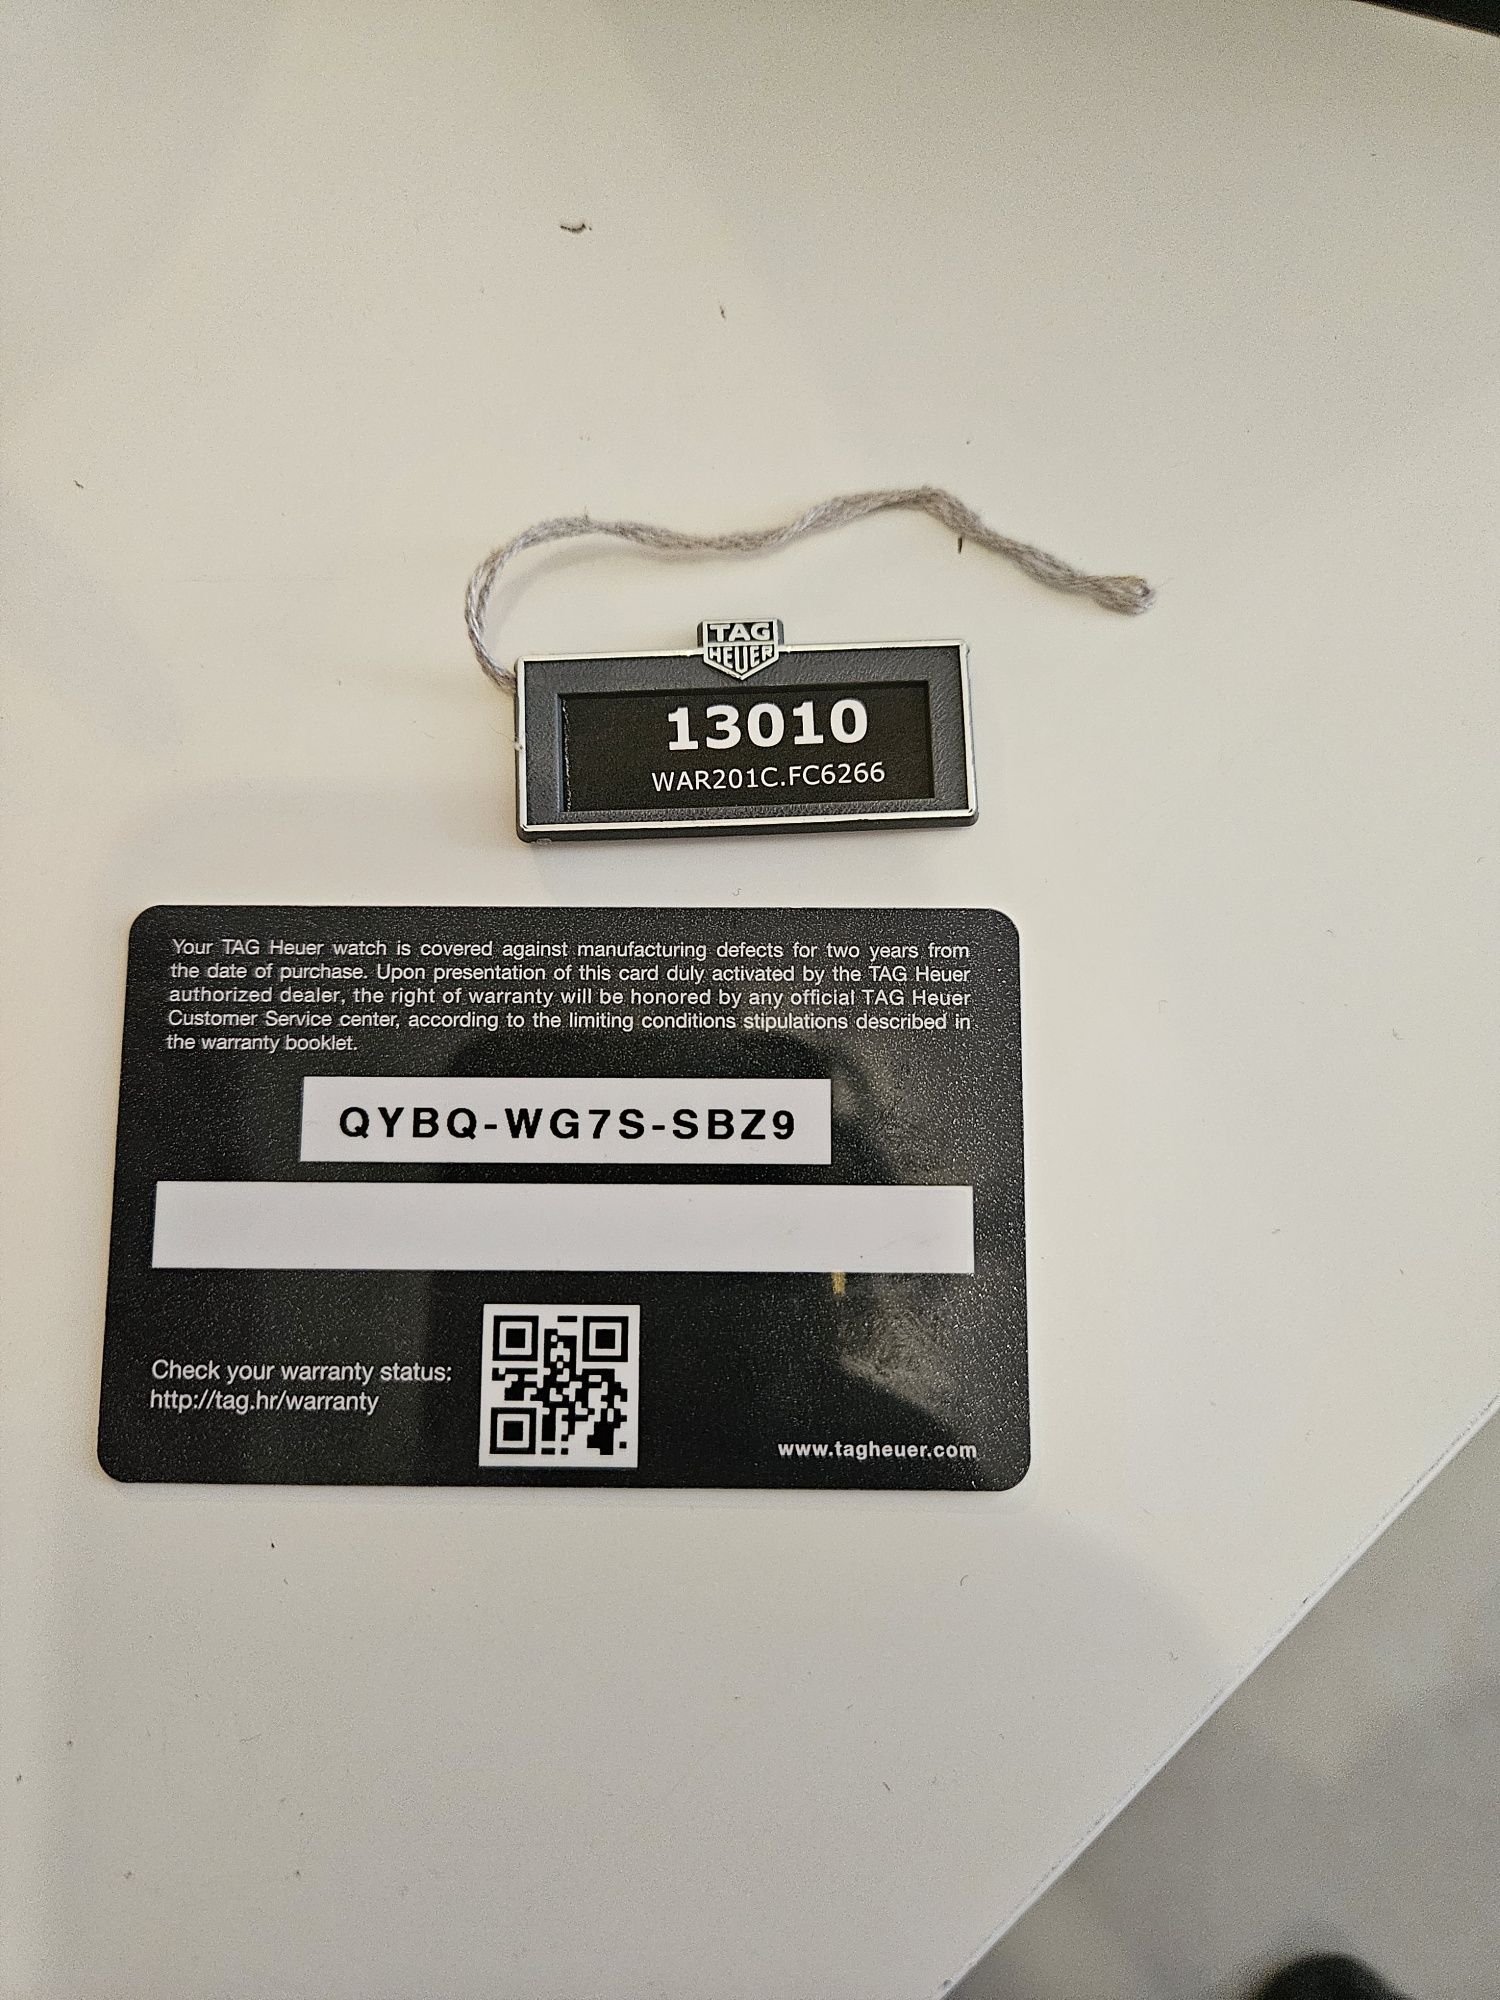 TAG
HEUER
13010
WAR201C.FC6266
Your TAG Heuer watch is covered against manufacturing defects for two years from
the date of purchase. Upon presentation of this card duly activated by the TAG Heuer
authorized dealer, the right of warranty will be honored by any official TAG Heuer
Customer Service center, according to the limiting conditions stipulations described in
the warranty booklet.
QYBQ-WG7S-SBZ9
Check your warranty status:
http://tag.hr/warranty
www.tagheuer.com